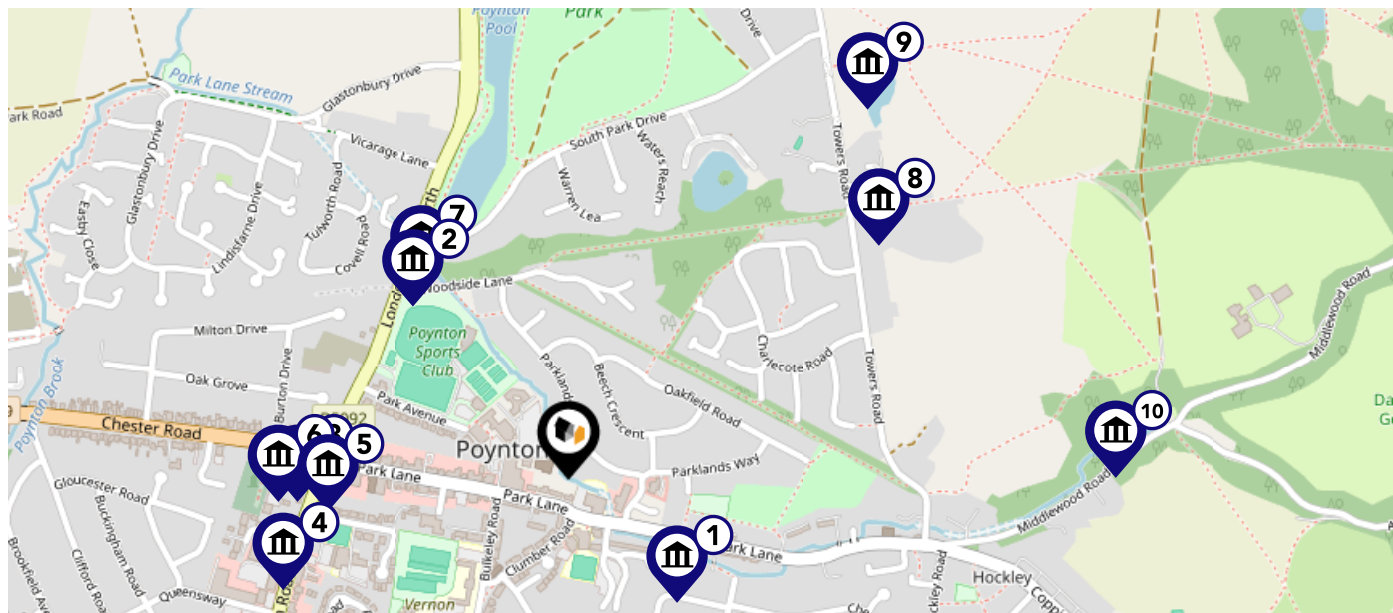 Poynton
Pool
Park
Drive
9
Park Lane Stream
Glastonbury Drive
Park Road
Vicarage Lane
South Park Drive
Waters Reach
Towers Road
Warren Lea
8
Glastonbury Drive
Easby Close
Lindisfarne Drive
Tulworth Road
Covell Road
7
2
Woodside Lane
Milton Drive
Poynton
Sports
Club
Oak Grove
Burton Drive
Park Avenue
Parkland
Beech Crescent
Oakfield Road
Charlecote Road
Towers Road
Middlewood Road
Poynton Brook
9
Chester Road
6
5
Poynton
Parklands Way
10
Park Lane
Park Lane
Park Lane
Middlewood Road
Gloucester Road
Buckingham Road
Clifford Road
4
Bulkeley Road
Clumber Road
1
Queensway
Vernon
Hockley